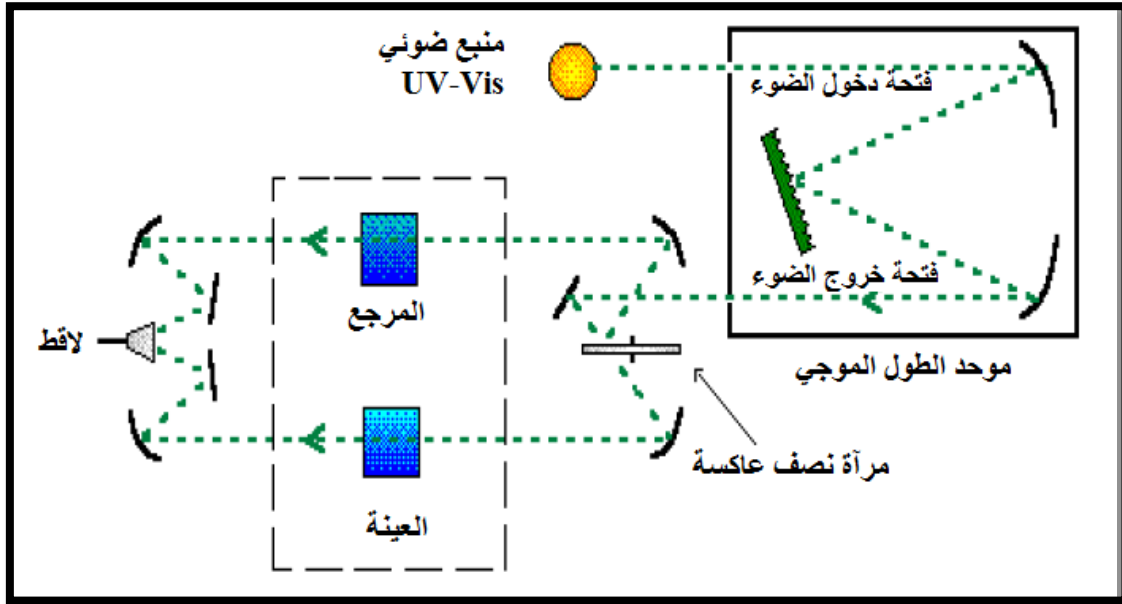 منبع ضوئي
UV-Vis
فتحة دخول الضوء
فتحة خروج الضوء
موحد الطول الموجي
المرجع
لاقط
مرآة نصف عاكسة
العينة